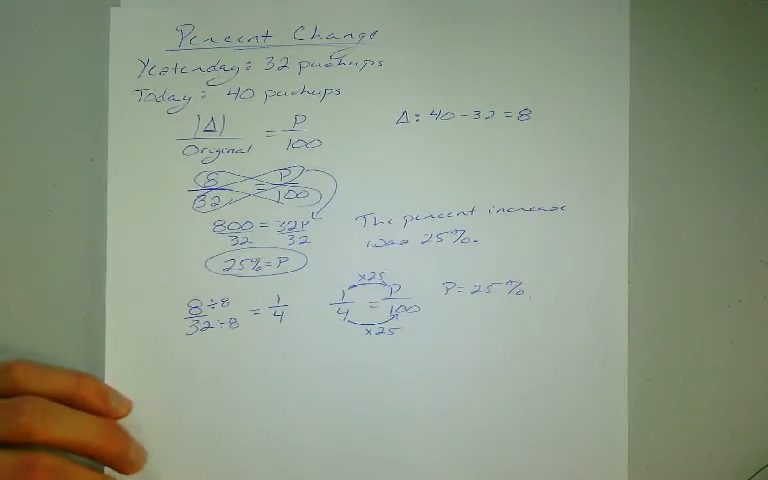 Percent Change
Yesterday: 32 pushups
Today: 40 pushups
|Δ| / Original = P / 100
Δ: 40 - 32 = 8
8 / 32 = P / 100
800 / 32 = 32P / 32
25% = P
The percent increase
was 25%.
8 ÷ 8 / 32 ÷ 8 = 1 / 4
×25
1 / 4 = P / 100
×25
P = 25%.